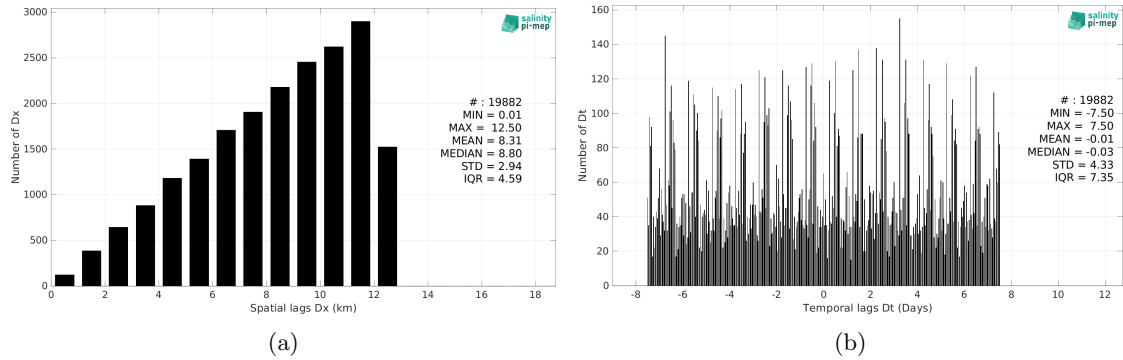 3000
2500
2000
1500
1000
500
0
Number of Dx
0 2 4 6 8 10 12 14 16 18
Spatial lags Dx (km)
salinity
pi-mep
# : 19882
MIN = 0.01
MAX = 12.50
MEAN = 8.31
MEDIAN = 8.80
STD = 2.94
IQR = 4.59
(a)
160
140
120
100
80
60
40
20
0
Number of Dt
-8 -6 -4 -2 0 2 4 6 8 10 12
Temporal lags Dt (Days)
salinity
pi-mep
# : 19882
MIN = -7.50
MAX = 7.50
MEAN = -0.01
MEDIAN = -0.03
STD = 4.33
IQR = 7.35
(b)